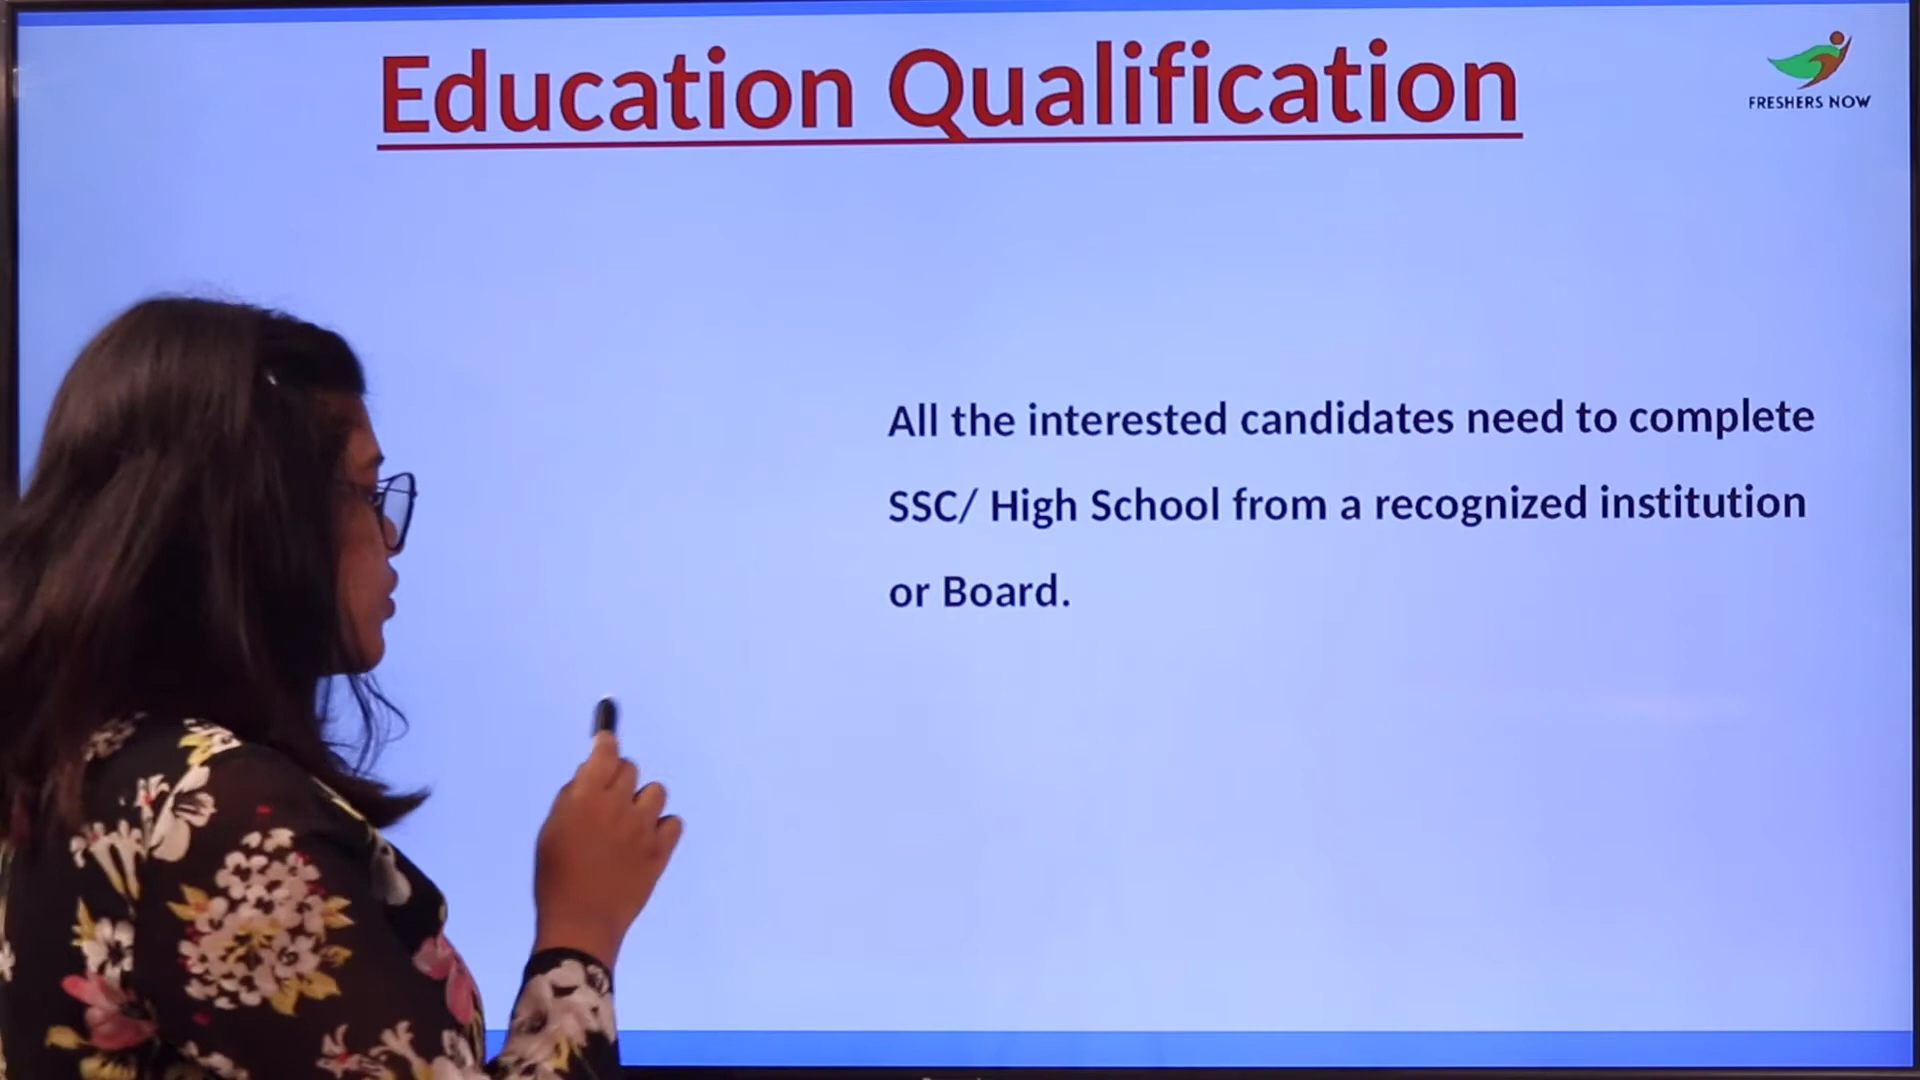 Education Qualification
FRESHERS NOW
All the interested candidates need to complete
SSC/ High School from a recognized institution
or Board.